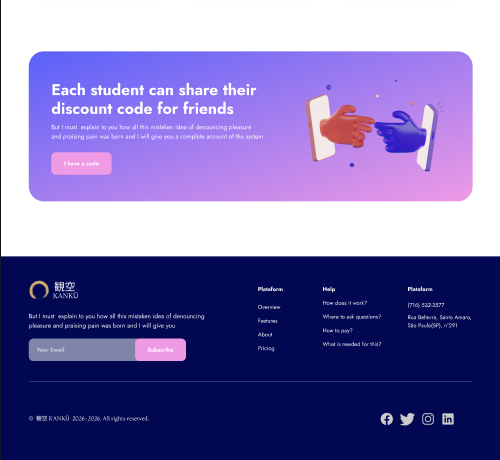 Each student can share their
discount code for friends
But I must explain to you how all this mistaken idea of denouncing pleasure
and praising pain was born and I will give you a complete account of the system
I have a code
観空
KANKŪ
But I must explain to you how all this mistaken idea of denouncing
pleasure and praising pain was born and I will give you
Your Email
Subscribe
Plataform
Overview
Features
About
Pricing
Help
How does it work?
Where to ask questions?
How to pay?
What is needed for this?
Plataform
(716) 532-3577
Rua Belterra, Santo Amaro,
São Paulo(SP), n°291
© 観空 KANKŪ 2026-2026. All rights reserved.